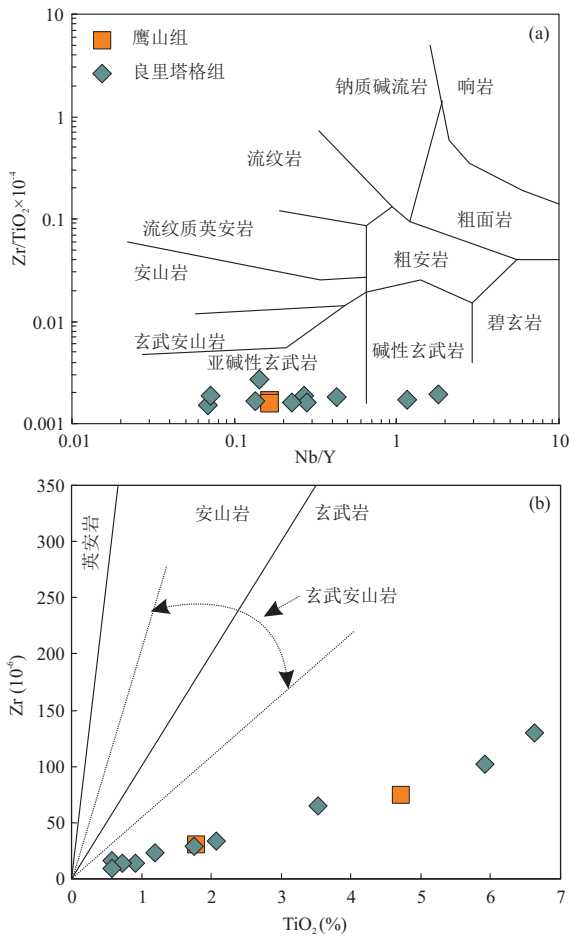 10
(a)
鹰山组
良里塔格组
钠质碱流岩
响岩
1
流纹岩
Zr/TiO₂×10⁻⁴
0.1
流纹质英安岩
粗面岩
粗安岩
安山岩
0.01
碧玄岩
玄武安山岩
亚碱性玄武岩
碱性玄武岩
0.001
0.01
0.1
1
10
Nb/Y
350
(b)
安山岩
玄武岩
英安岩
300
250
玄武安山岩
200
Zr (10⁻⁶)
150
100
50
0
0
1
2
3
4
5
6
7
TiO₂(%)